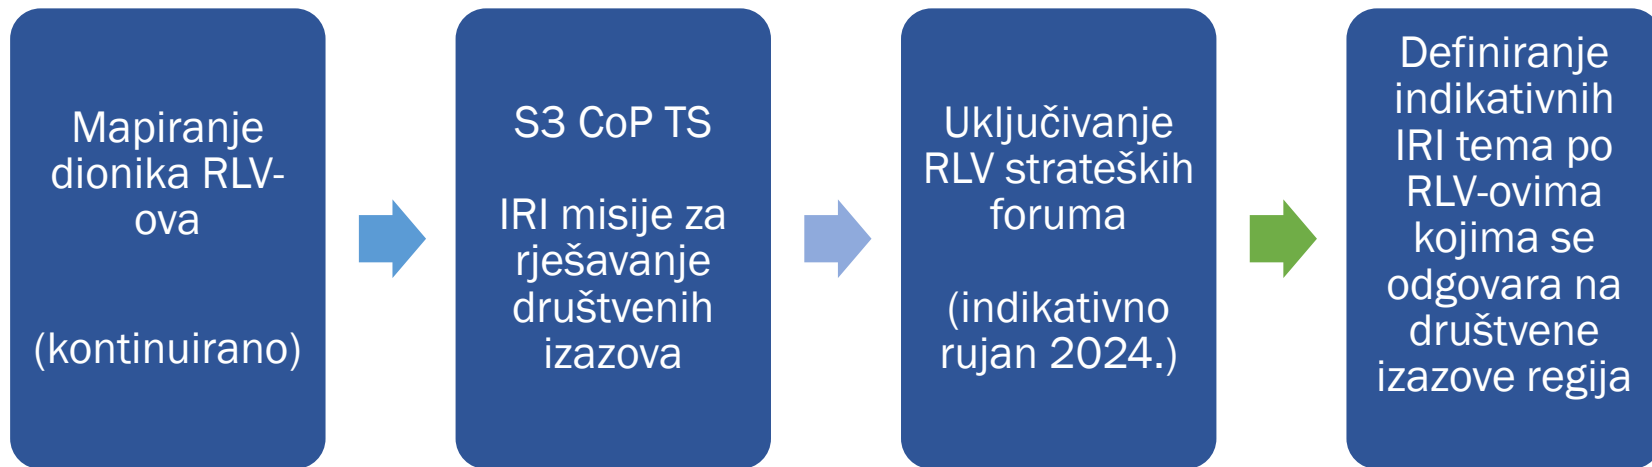 Mapiranje
dionika RLV-
ova
(kontinuirano)
S3 CoP TS
IRI misije za
rješavanje
društvenih
izazova
Uključivanje
RLV strateških
foruma
(indikativno
rujan 2024.)
Definiranje
indikativnih
IRI tema po
RLV-ovima
kojima se
odgovara na
društvene
izazove regija